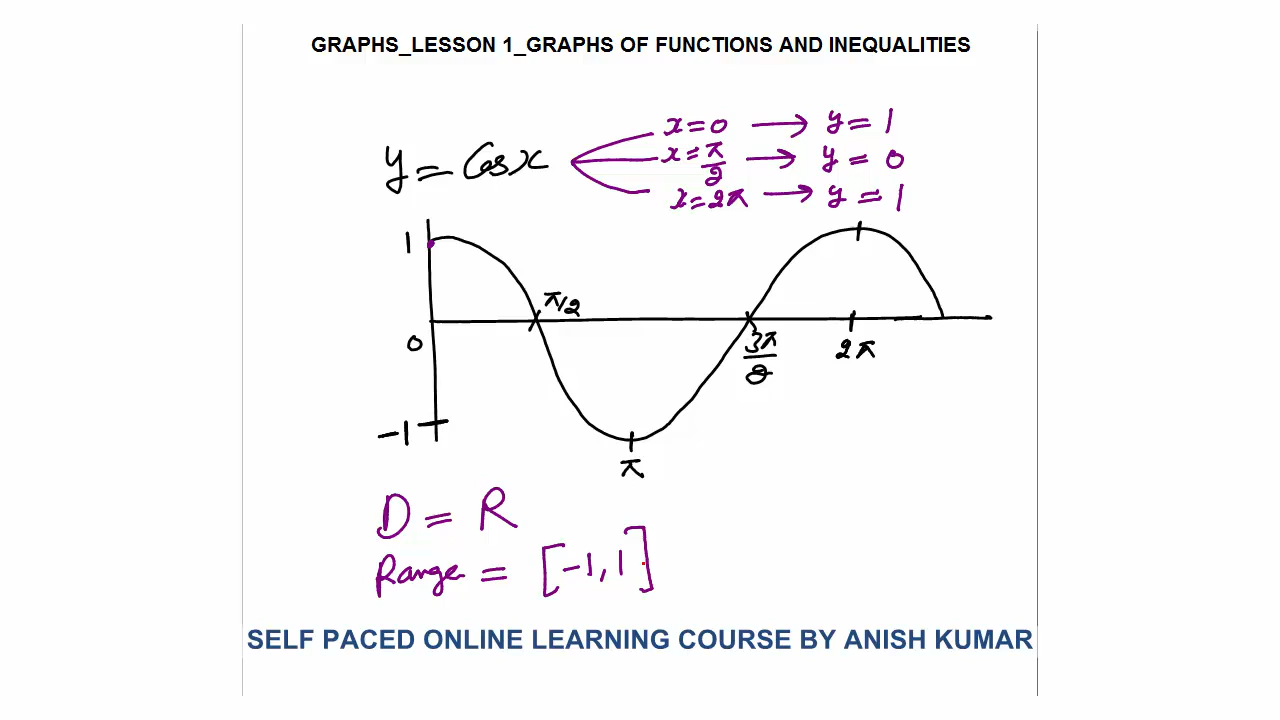 GRAPHS_LESSON 1_GRAPHS OF FUNCTIONS AND INEQUALITIES
y = Cosx
x=0 → y = 1
x=π/2 → y = 0
x=2π → y = 1
1
π/2
0
3π/2
2π
-1
π
D = R
Range = [-1, 1]
SELF PACED ONLINE LEARNING COURSE BY ANISH KUMAR